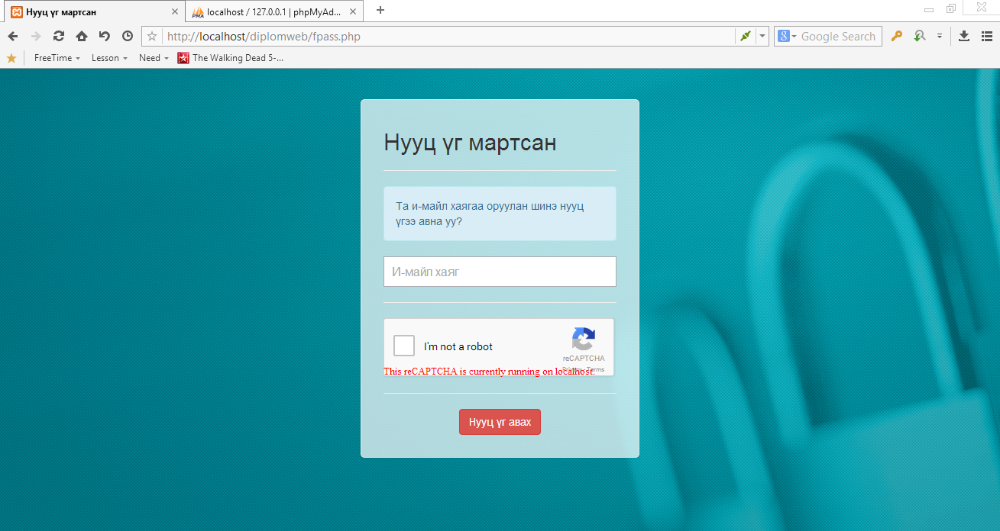 Нууц үг мартсан
localhost / 127.0.0.1 | phpMyAd...
http://localhost/diplomweb/fpass.php
Google Search
FreeTime
Lesson
Need
The Walking Dead 5-...
Нууц үг мартсан
Та и-майл хаягаа оруулан шинэ нууц
үгээ авна уу?
И-майл хаяг
I'm not a robot
reCAPTCHA
Privacy - Terms
This reCAPTCHA is currently running on localhost.
Нууц үг авах